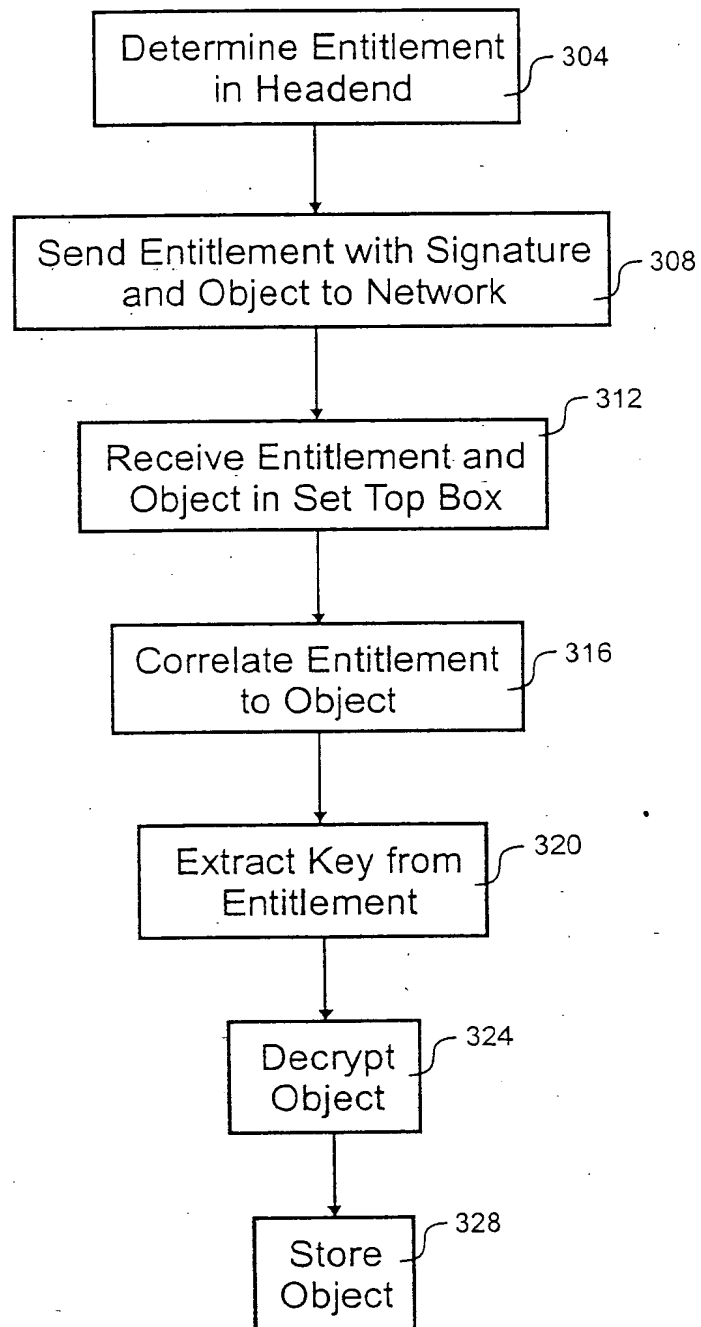 Determine Entitlement
in Headend
304
Send Entitlement with Signature
and Object to Network
308
312
Receive Entitlement and
Object in Set Top Box
Correlate Entitlement
to Object
316
Extract Key from
Entitlement
320
Decrypt
Object
324
Store
Object
328